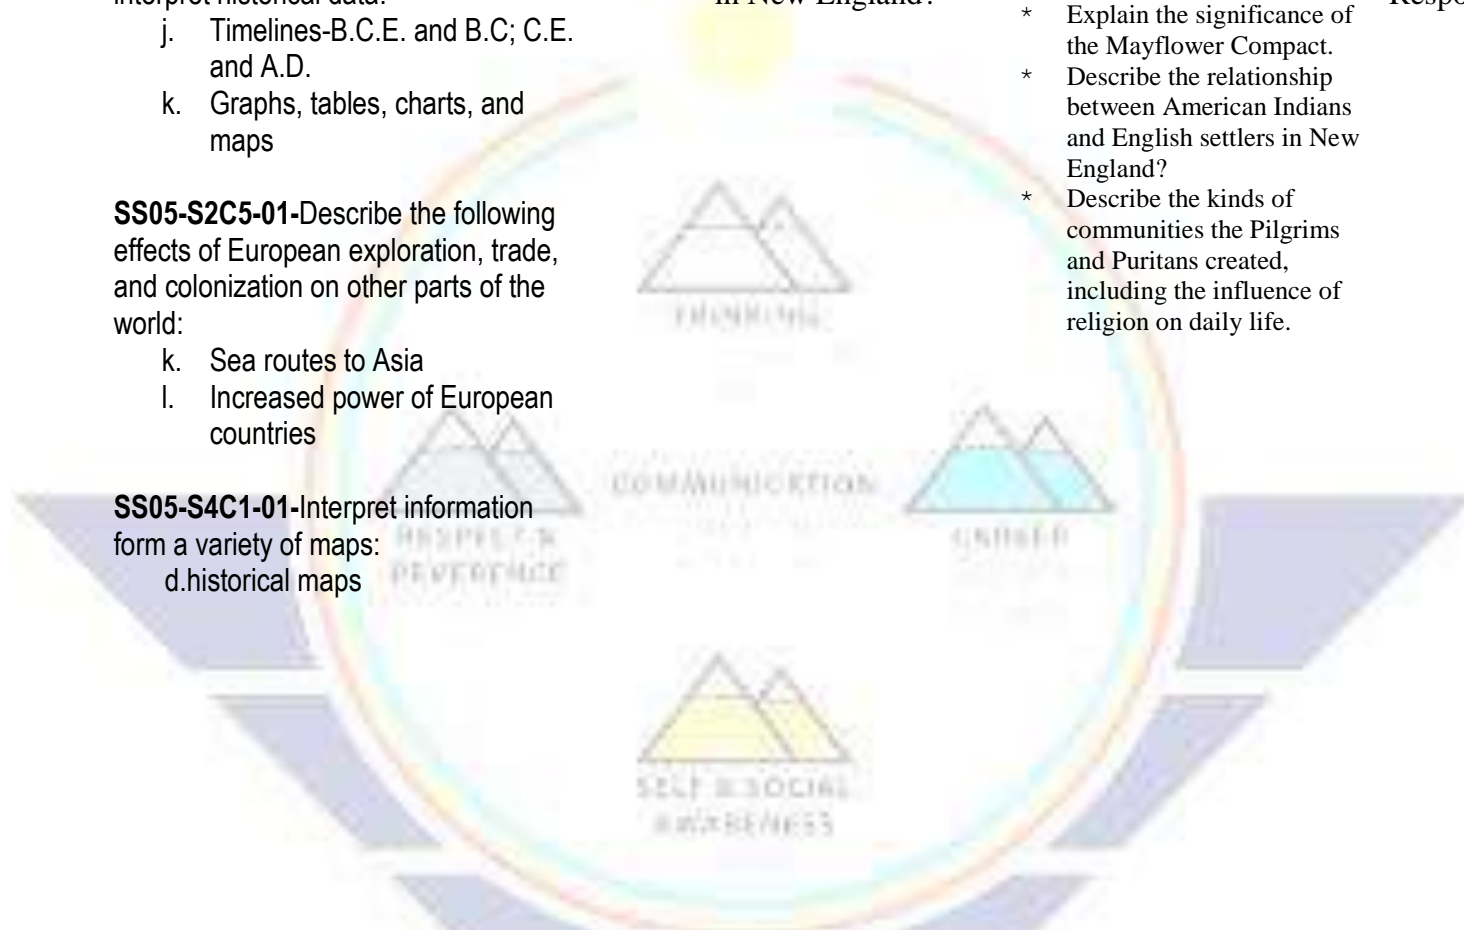 interpret historical data:
j. Timelines-B.C.E. and B.C; C.E.
and A.D.
k. Graphs, tables, charts, and
maps
SS05-S2C5-01-Describe the following
effects of European exploration, trade,
and colonization on other parts of the
world:
k. Sea routes to Asia
l. Increased power of European
countries
SS05-S4C1-01-Interpret information
form a variety of maps:
d.historical maps
in New England?
* Explain the significance of
the Mayflower Compact.
* Describe the relationship
between American Indians
and English settlers in New
England?
* Describe the kinds of
communities the Pilgrims
and Puritans created,
including the influence of
religion on daily life.
THINKING
COMMUNICATION
RESPECT &
REVERENCE
SELF & SOCIAL
AWARENESS